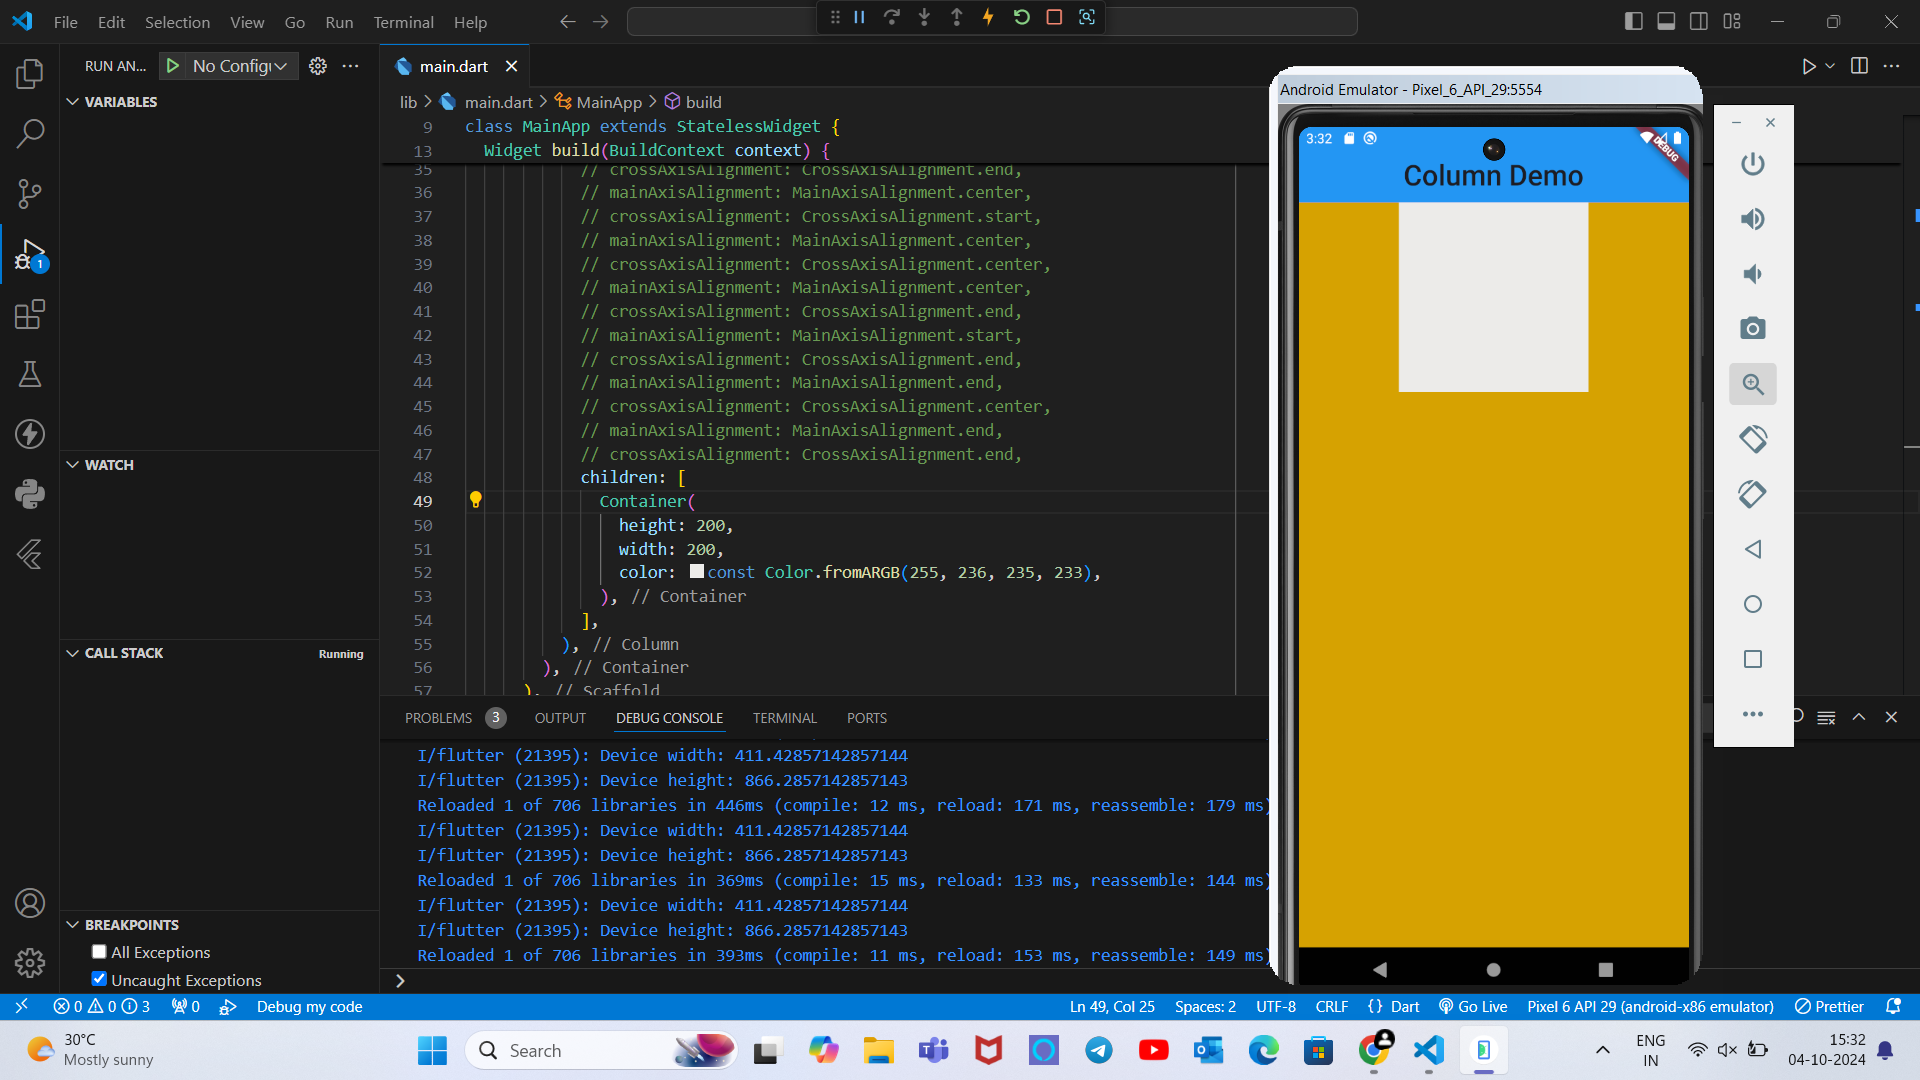 File Edit Selection View Go Run Terminal Help
RUN AN... No Config
main.dart
lib > main.dart > MainApp > build
VARIABLES
WATCH
CALL STACK Running
BREAKPOINTS
All Exceptions
Uncaught Exceptions
1
9 class MainApp extends StatelessWidget {
13 Widget build(BuildContext context) {
35 // crossAxisAlignment: CrossAxisAlignment.end,
36 // mainAxisAlignment: MainAxisAlignment.center,
37 // crossAxisAlignment: CrossAxisAlignment.start,
38 // mainAxisAlignment: MainAxisAlignment.center,
39 // crossAxisAlignment: CrossAxisAlignment.center,
40 // mainAxisAlignment: MainAxisAlignment.center,
41 // crossAxisAlignment: CrossAxisAlignment.end,
42 // mainAxisAlignment: MainAxisAlignment.start,
43 // crossAxisAlignment: CrossAxisAlignment.end,
44 // mainAxisAlignment: MainAxisAlignment.end,
45 // crossAxisAlignment: CrossAxisAlignment.center,
46 // mainAxisAlignment: MainAxisAlignment.end,
47 // crossAxisAlignment: CrossAxisAlignment.end,
48 children: [
49 Container(
50 height: 200,
51 width: 200,
52 color: const Color.fromARGB(255, 236, 235, 233),
53 ), // Container
54 ],
55 ), // Column
56 ), // Container
57 ), // Scaffold
PROBLEMS 3 OUTPUT DEBUG CONSOLE TERMINAL PORTS
I/flutter (21395): Device width: 411.42857142857144
I/flutter (21395): Device height: 866.2857142857143
Reloaded 1 of 706 libraries in 446ms (compile: 12 ms, reload: 171 ms, reassemble: 179 ms)
I/flutter (21395): Device width: 411.42857142857144
I/flutter (21395): Device height: 866.2857142857143
Reloaded 1 of 706 libraries in 369ms (compile: 15 ms, reload: 133 ms, reassemble: 144 ms)
I/flutter (21395): Device width: 411.42857142857144
I/flutter (21395): Device height: 866.2857142857143
Reloaded 1 of 706 libraries in 393ms (compile: 11 ms, reload: 153 ms, reassemble: 149 ms)
Android Emulator - Pixel_6_API_29:5554
3:32
DEBUG
Column Demo
0 0 3 0 Debug my code Ln 49, Col 25 Spaces: 2 UTF-8 CRLF {} Dart Go Live Pixel 6 API 29 (android-x86 emulator) Prettier
30°C
Mostly sunny
Search
ENG
IN
15:32
04-10-2024